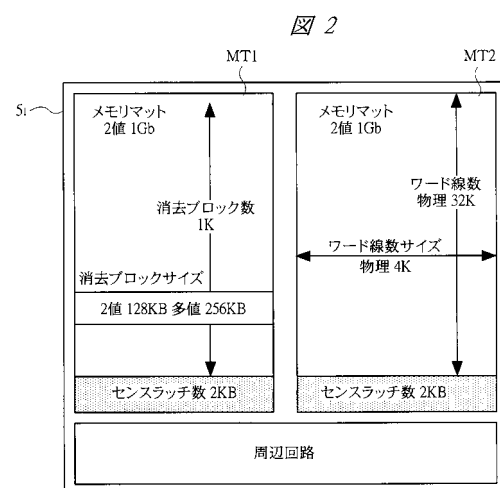 図 2
MT1
MT2
5i
メモリマット
2値 1Gb
消去ブロック数
1K
消去ブロックサイズ
2値 128KB 多値 256KB
センスラッチ数 2KB
メモリマット
2値 1Gb
ワード線数
物理 32K
ワード線数サイズ
物理 4K
センスラッチ数 2KB
周辺回路